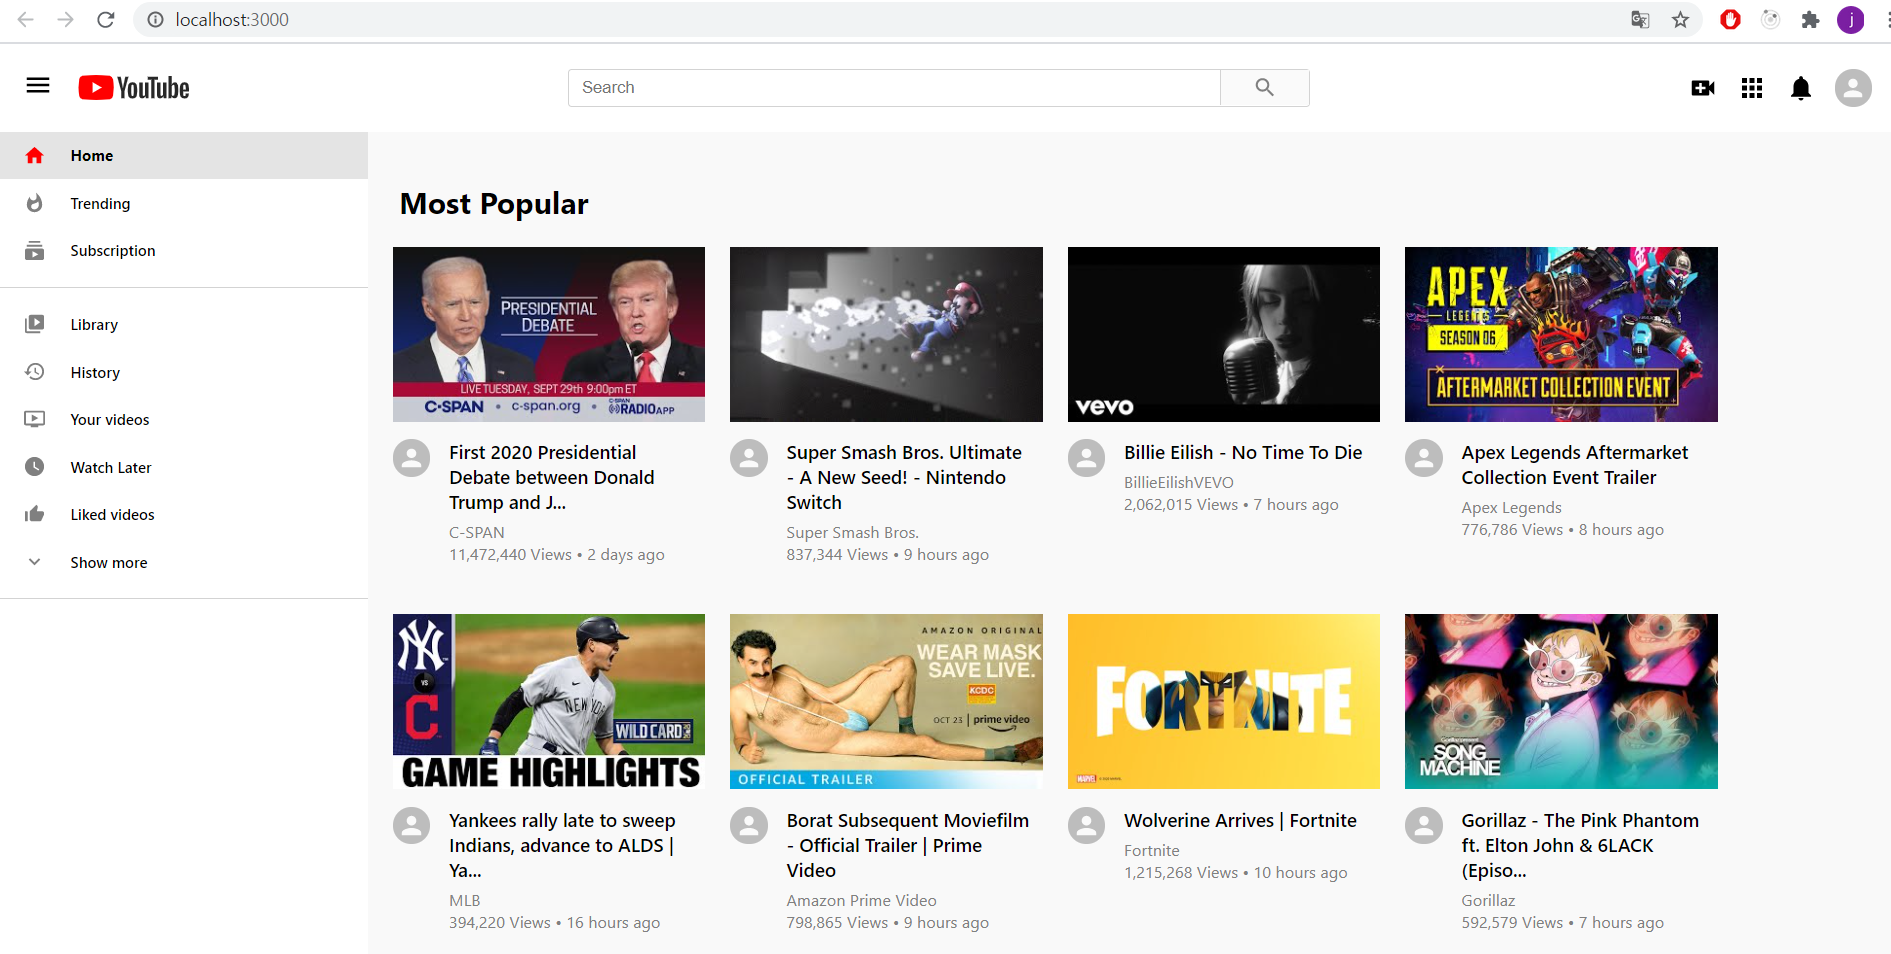 localhost:3000
j
YouTube
Search
Home
Trending
Subscription
Library
History
Your videos
Watch Later
Liked videos
Show more
Most Popular
PRESIDENTIAL
DEBATE
LIVE TUESDAY, SEPT 29th 9:00pm ET
C-SPAN • c-span.org • C-SPAN RADIO APP
First 2020 Presidential
Debate between Donald
Trump and J...
C-SPAN
11,472,440 Views • 2 days ago
Super Smash Bros. Ultimate
- A New Seed! - Nintendo
Switch
Super Smash Bros.
837,344 Views • 9 hours ago
vevo
Billie Eilish - No Time To Die
BillieEilishVEVO
2,062,015 Views • 7 hours ago
APEX
LEGENDS
SEASON 06
AFTERMARKET COLLECTION EVENT
Apex Legends Aftermarket
Collection Event Trailer
Apex Legends
776,786 Views • 8 hours ago
NY
VS
C
NEW YORK
WILD CARD
GAME HIGHLIGHTS
Yankees rally late to sweep
Indians, advance to ALDS |
Ya...
MLB
394,220 Views • 16 hours ago
AMAZON ORIGINAL
WEAR MASK
SAVE LIVE.
KCDC
OCT 23 | prime video
OFFICIAL TRAILER
Borat Subsequent Moviefilm
- Official Trailer | Prime
Video
Amazon Prime Video
798,865 Views • 9 hours ago
FORTNITE
MARVEL
Wolverine Arrives | Fortnite
Fortnite
1,215,268 Views • 10 hours ago
Gorillaz present
SONG
MACHINE
Gorillaz - The Pink Phantom
ft. Elton John & 6LACK
(Episo...
Gorillaz
592,579 Views • 7 hours ago